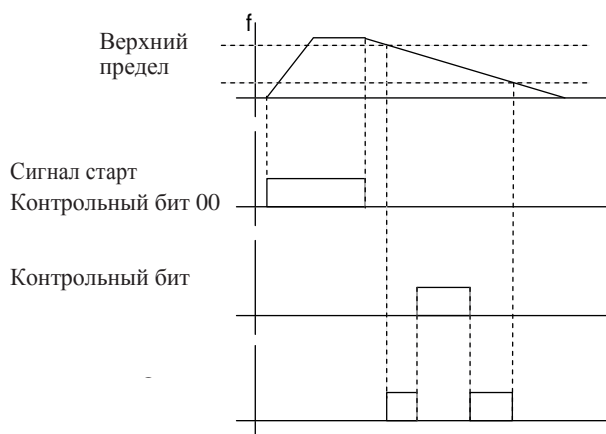 f
Верхний
предел
Сигнал старт
Контрольный бит 00
Контрольный бит